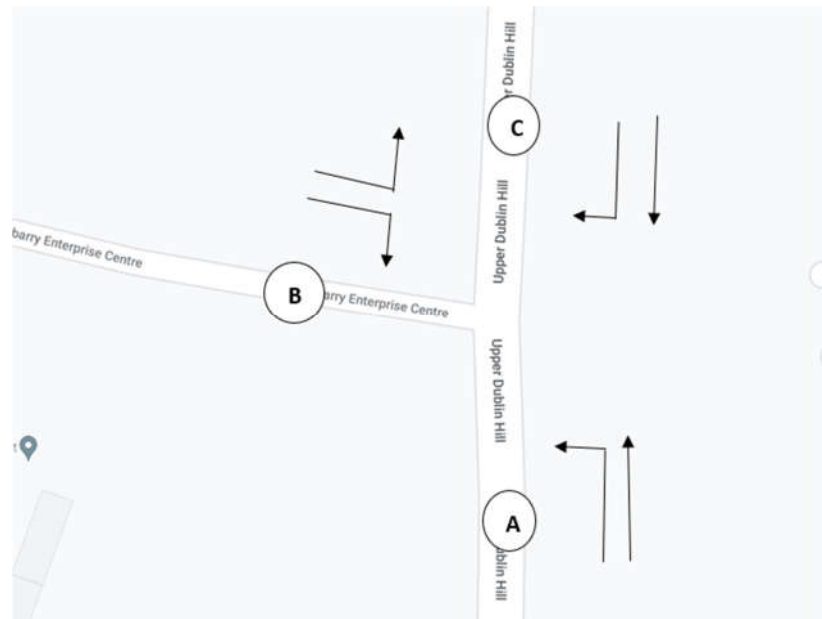 Dublin Hill
C
Upper Dublin Hill
barry Enterprise Centre
B
arry Enterprise Centre
Upper Dublin Hill
A
ublin Hill